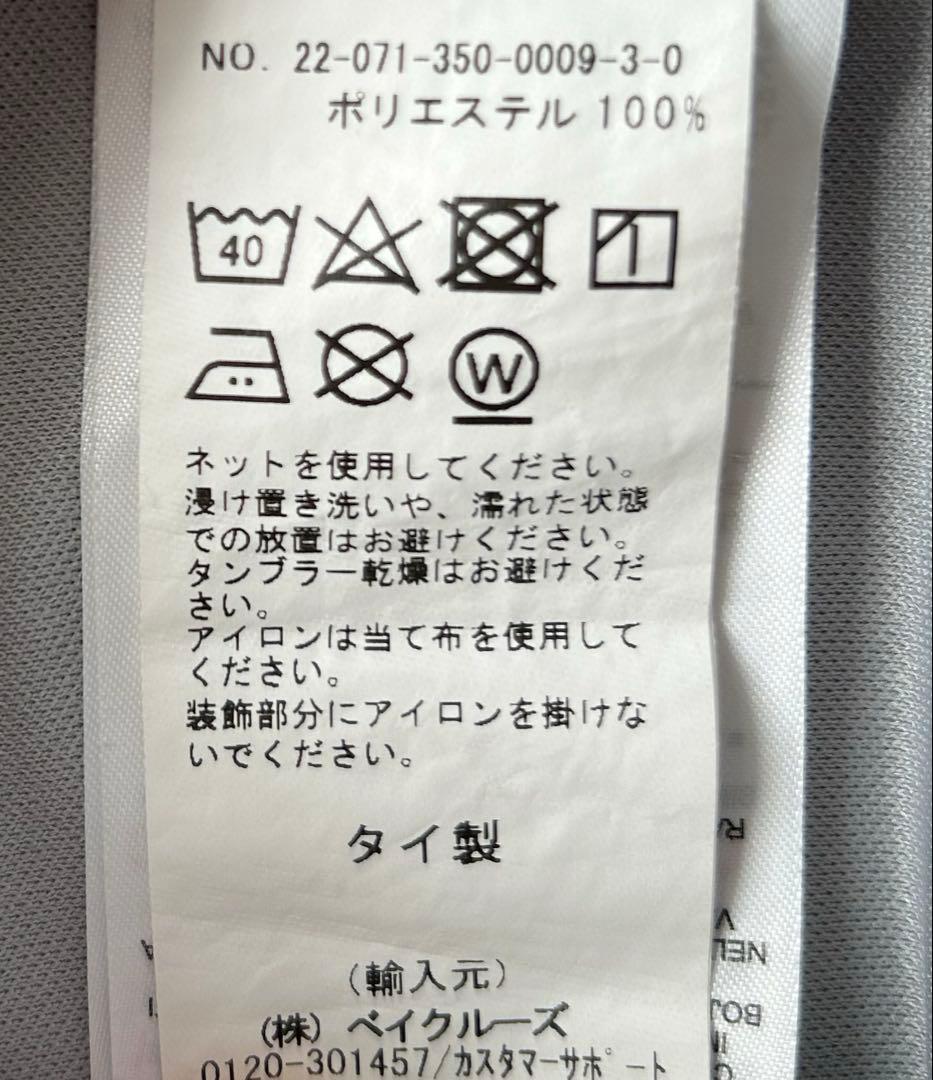 NO. 22-071-350-0009-3-0
ポリエステル 100%
40
W
ネットを使用してください。
浸け置き洗いや、濡れた状態
での放置はお避けください。
タンブラー乾燥はお避けくだ
さい。
アイロンは当て布を使用して
ください。
装飾部分にアイロンを掛けな
いでください。
タイ製
(輸入元)
(株) ベイクルーズ
0120-301457/カスタマーサポート